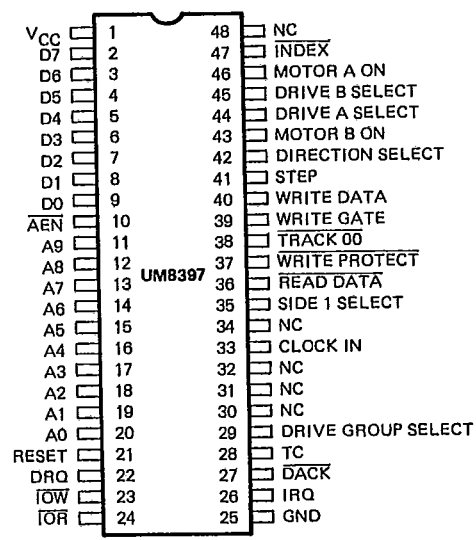 V_CC 1 48 NC
D7 2 47 INDEX
D6 3 46 MOTOR A ON
D5 4 45 DRIVE B SELECT
D4 5 44 DRIVE A SELECT
D3 6 43 MOTOR B ON
D2 7 42 DIRECTION SELECT
D1 8 41 STEP
D0 9 40 WRITE DATA
AEN 10 39 WRITE GATE
A9 11 38 TRACK 00
A8 12 37 WRITE PROTECT
A7 13 UM8397 36 READ DATA
A6 14 35 SIDE 1 SELECT
A5 15 34 NC
A4 16 33 CLOCK IN
A3 17 32 NC
A2 18 31 NC
A1 19 30 NC
A0 20 29 DRIVE GROUP SELECT
RESET 21 28 TC
DRQ 22 27 DACK
IOW 23 26 IRQ
IOR 24 25 GND